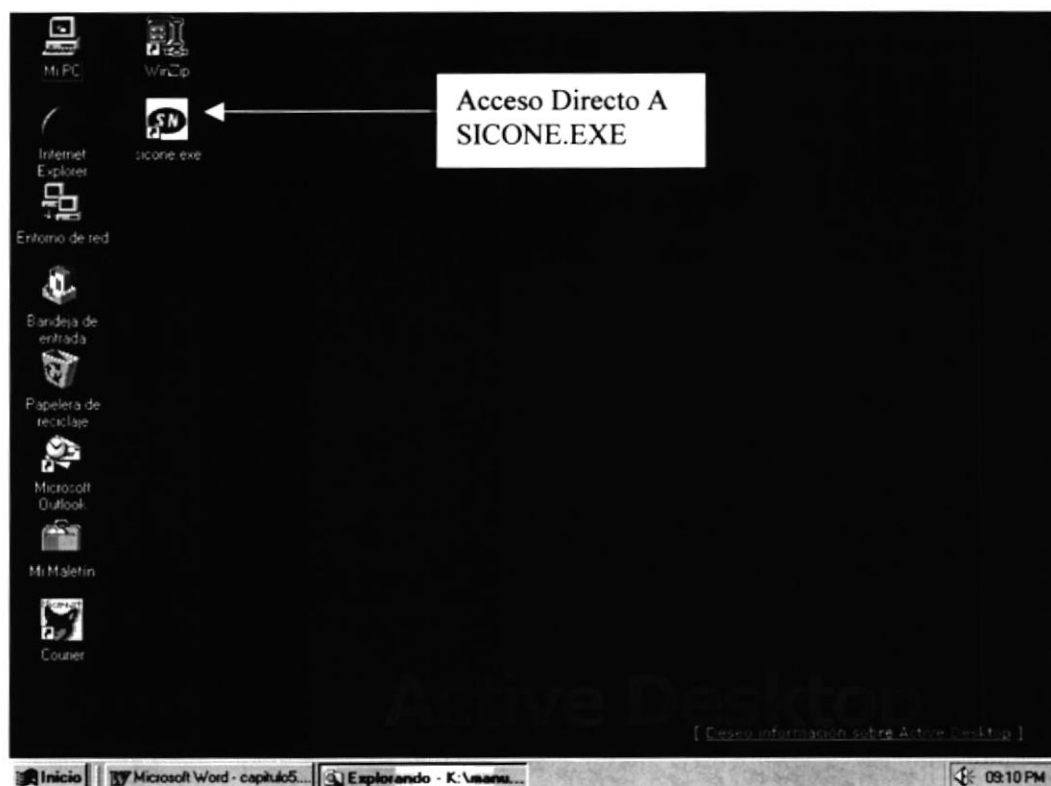 Mi PC
WinZip
SN
sicone.exe
Acceso Directo A
SICONE.EXE
Internet
Explorer
Entorno de red
Bandeja de
entrada
Papelera de
reciclaje
Microsoft
Outlook
Mi Maletín
Courier
Active Desktop
[ Deseo información sobre Active Desktop ]
Inicio
Microsoft Word - capitulo5....
Explorando - K:\manu...
09:10 PM